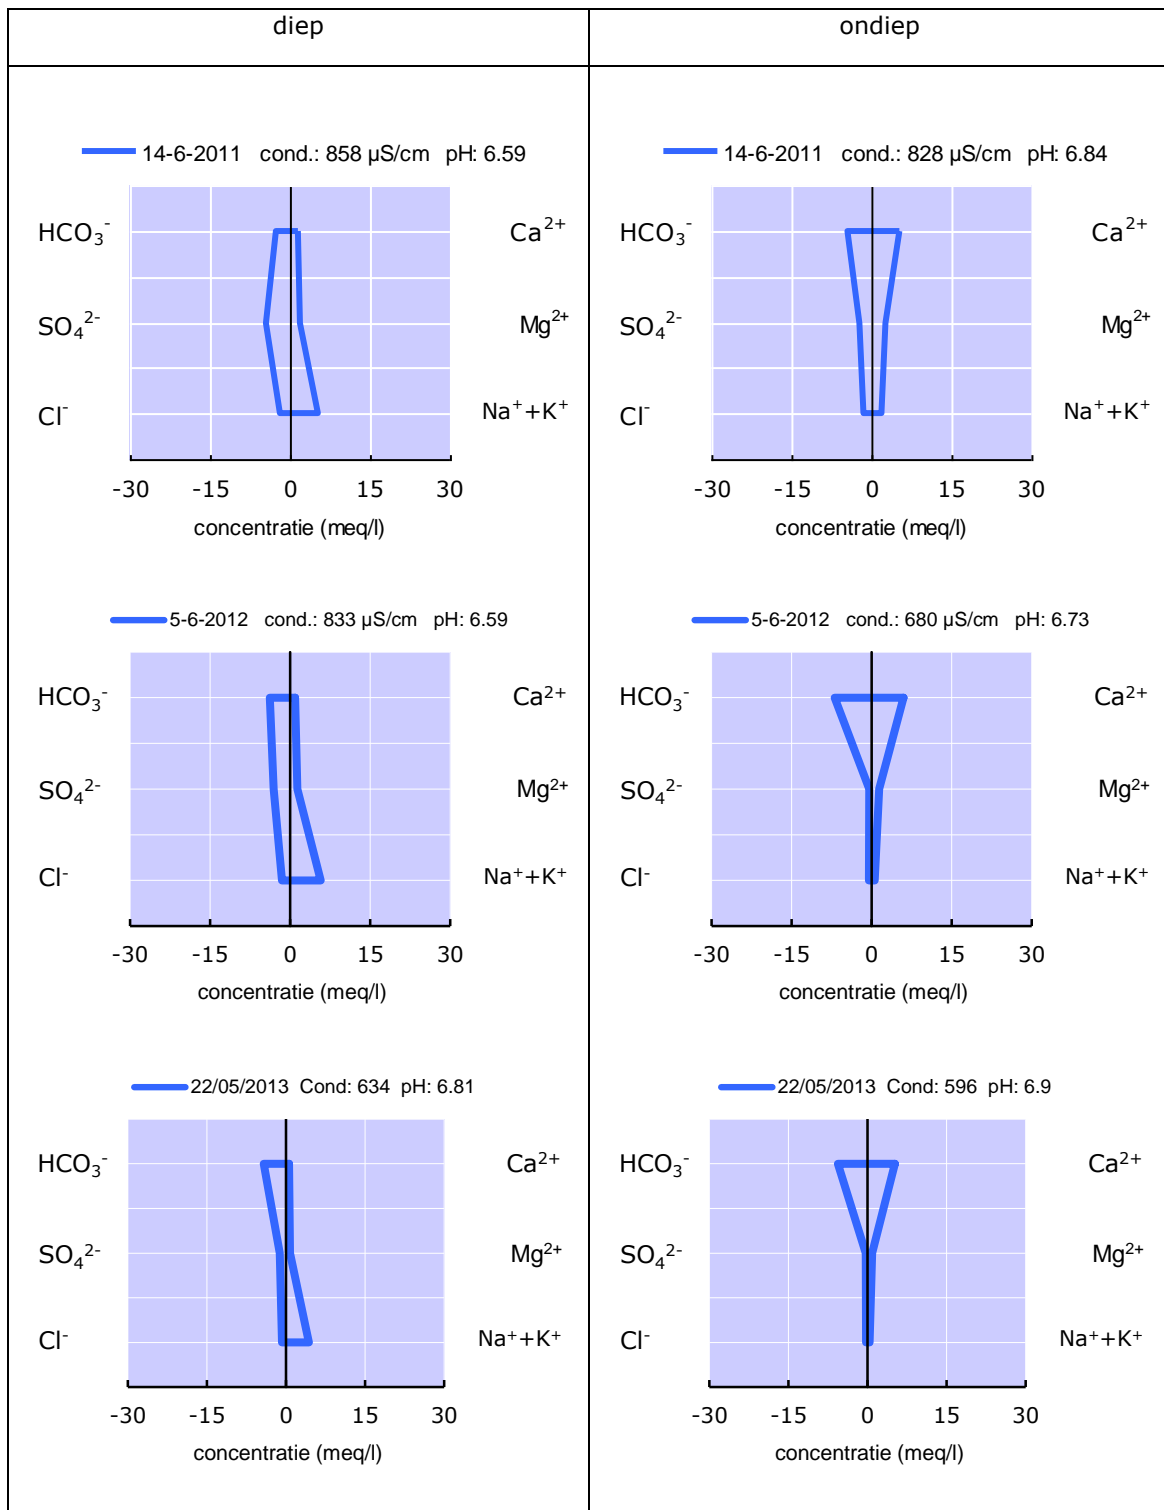 diep
ondiep
14-6-2011 cond.: 858 µS/cm pH: 6.59
HCO₃⁻
Ca²⁺
SO₄²⁻
Mg²⁺
Cl⁻
Na⁺+K⁺
-30 -15 0 15 30
concentratie (meq/l)
14-6-2011 cond.: 828 µS/cm pH: 6.84
HCO₃⁻
Ca²⁺
SO₄²⁻
Mg²⁺
Cl⁻
Na⁺+K⁺
-30 -15 0 15 30
concentratie (meq/l)
5-6-2012 cond.: 833 µS/cm pH: 6.59
HCO₃⁻
Ca²⁺
SO₄²⁻
Mg²⁺
Cl⁻
Na⁺+K⁺
-30 -15 0 15 30
concentratie (meq/l)
5-6-2012 cond.: 680 µS/cm pH: 6.73
HCO₃⁻
Ca²⁺
SO₄²⁻
Mg²⁺
Cl⁻
Na⁺+K⁺
-30 -15 0 15 30
concentratie (meq/l)
22/05/2013 Cond: 634 pH: 6.81
HCO₃⁻
Ca²⁺
SO₄²⁻
Mg²⁺
Cl⁻
Na⁺+K⁺
-30 -15 0 15 30
concentratie (meq/l)
22/05/2013 Cond: 596 pH: 6.9
HCO₃⁻
Ca²⁺
SO₄²⁻
Mg²⁺
Cl⁻
Na⁺+K⁺
-30 -15 0 15 30
concentratie (meq/l)